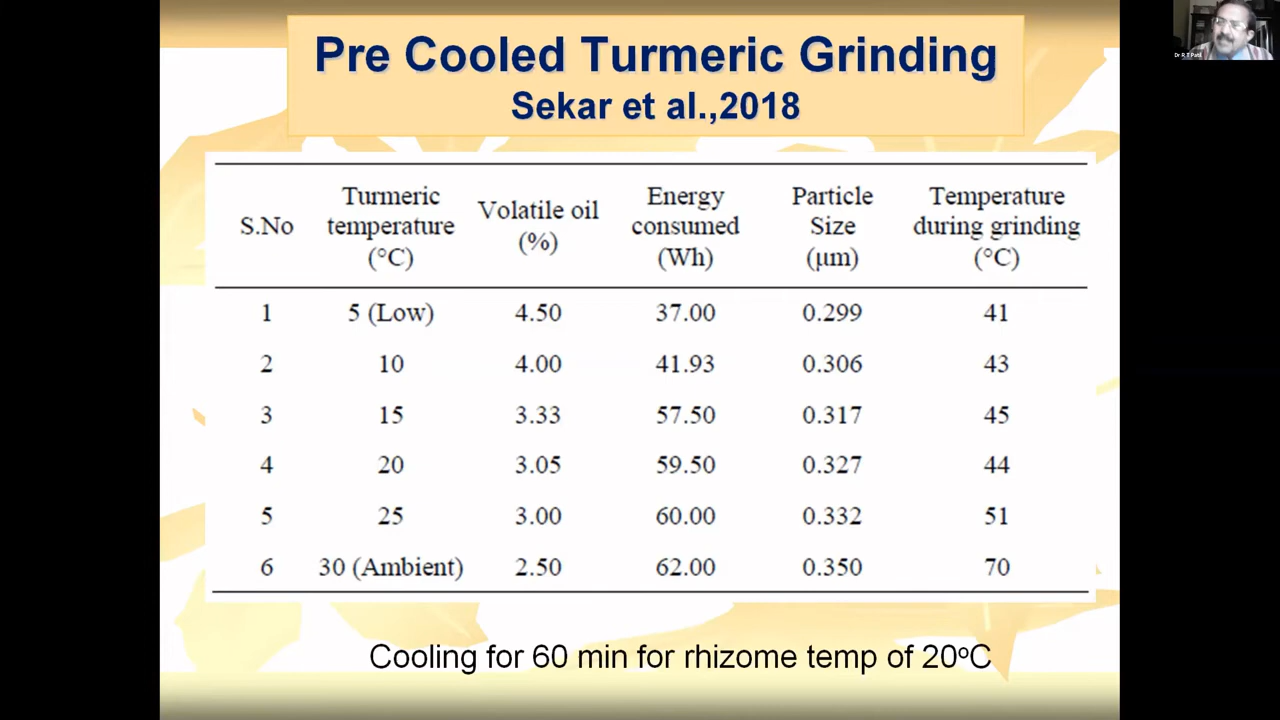 Pre Cooled Turmeric Grinding
Sekar et al.,2018
S.No Turmeric temperature (°C) Volatile oil (%) Energy consumed (Wh) Particle Size (μm) Temperature during grinding (°C)
1 5 (Low) 4.50 37.00 0.299 41
2 10 4.00 41.93 0.306 43
3 15 3.33 57.50 0.317 45
4 20 3.05 59.50 0.327 44
5 25 3.00 60.00 0.332 51
6 30 (Ambient) 2.50 62.00 0.350 70
Cooling for 60 min for rhizome temp of 20°C
Dr R T Patil